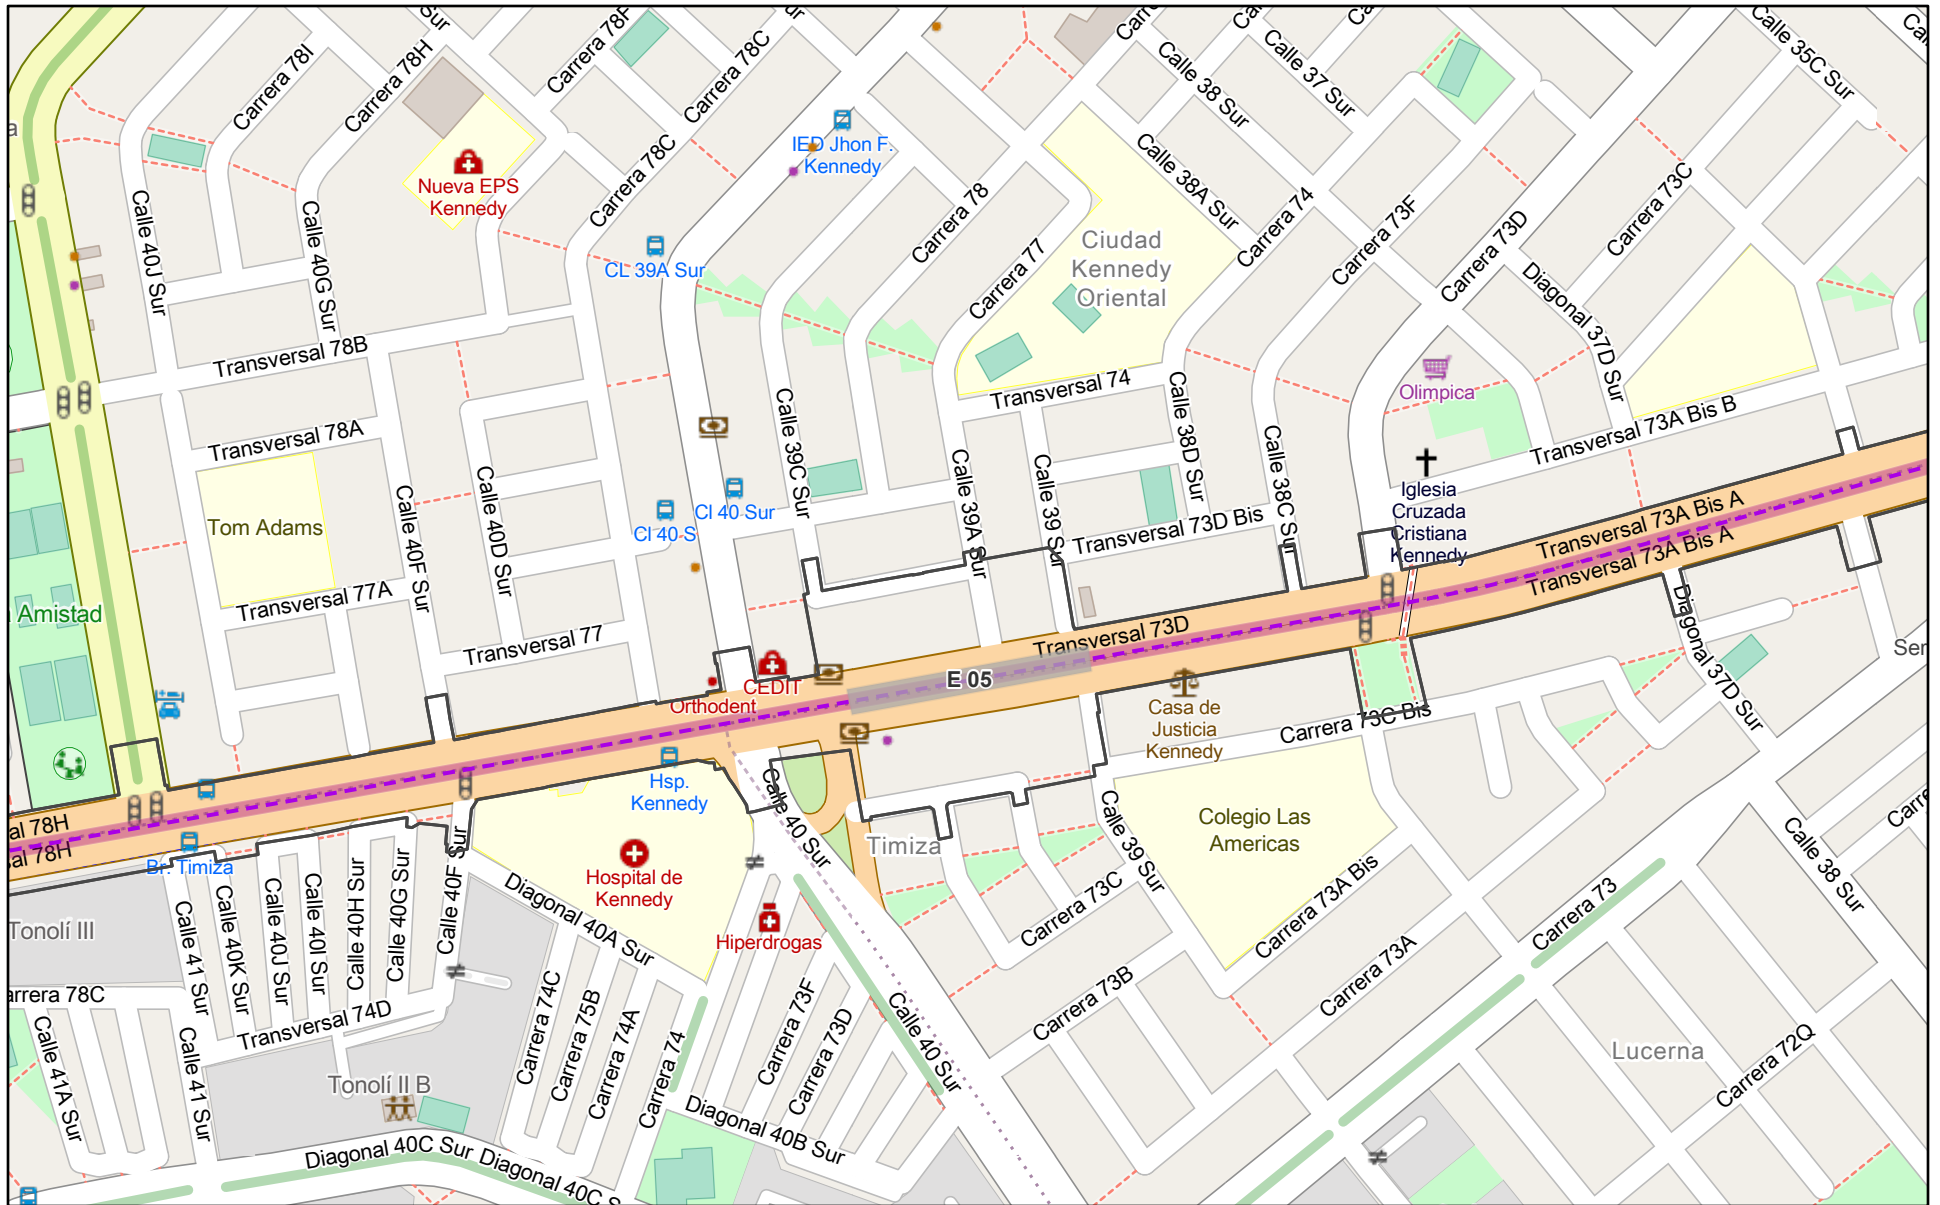 Carrera 78I
Carrera 78H
Carrera 78F
Carrera 78C
Calle 38 Sur
Calle 37 Sur
Calle 35C Sur
IED Jhon F.
Kennedy
Nueva EPS
Kennedy
Calle 40J Sur
Calle 40G Sur
Carrera 78C
CL 39A Sur
Carrera 78
Carrera 77
Ciudad
Kennedy
Oriental
Calle 38A Sur
Carrera 74
Carrera 73F
Carrera 73D
Carrera 73C
Diagonal 37D Sur
Transversal 78B
Transversal 74
Olimpica
Transversal 73A Bis B
Transversal 78A
Tom Adams
Calle 40F Sur
Calle 40D Sur
Cl 40 Sur
Cl 40 S
Calle 39C Sur
Calle 39A Sur
Calle 39 Sur
Calle 38D Sur
Calle 38C Sur
Transversal 73D Bis
Iglesia
Cruzada
Cristiana
Kennedy
Transversal 73A Bis A
Transversal 73A Bis A
Amistad
Transversal 77A
Transversal 77
Transversal 73D
Diagonal 37D Sur
Ser
CEDIT
Orthodent
E 05
Casa de
Justicia
Kennedy
Carrera 73C Bis
Hsp.
Kennedy
Calle 40 Sur
Timiza
Calle 39 Sur
Colegio Las
Americas
Calle 38 Sur
al 78H
sal 78H
Br. Timiza
Hospital de
Kennedy
Hiperdrogas
Diagonal 40A Sur
Carrera 73C
Carrera 73A Bis
Carrera 73
Tonolí III
Calle 41 Sur
Calle 40K Sur
Calle 40J Sur
Calle 40I Sur
Calle 40H Sur
Calle 40G Sur
Calle 40F Sur
arrera 78C
Transversal 74D
Calle 41A Sur
Calle 41 Sur
Carrera 74C
Carrera 75B
Carrera 74A
Carrera 74
Carrera 73F
Carrera 73D
Calle 40 Sur
Carrera 73B
Carrera 73A
Lucerna
Carrera 72Q
Tonolí II B
Diagonal 40B Sur
Diagonal 40C Sur
Diagonal 40C S